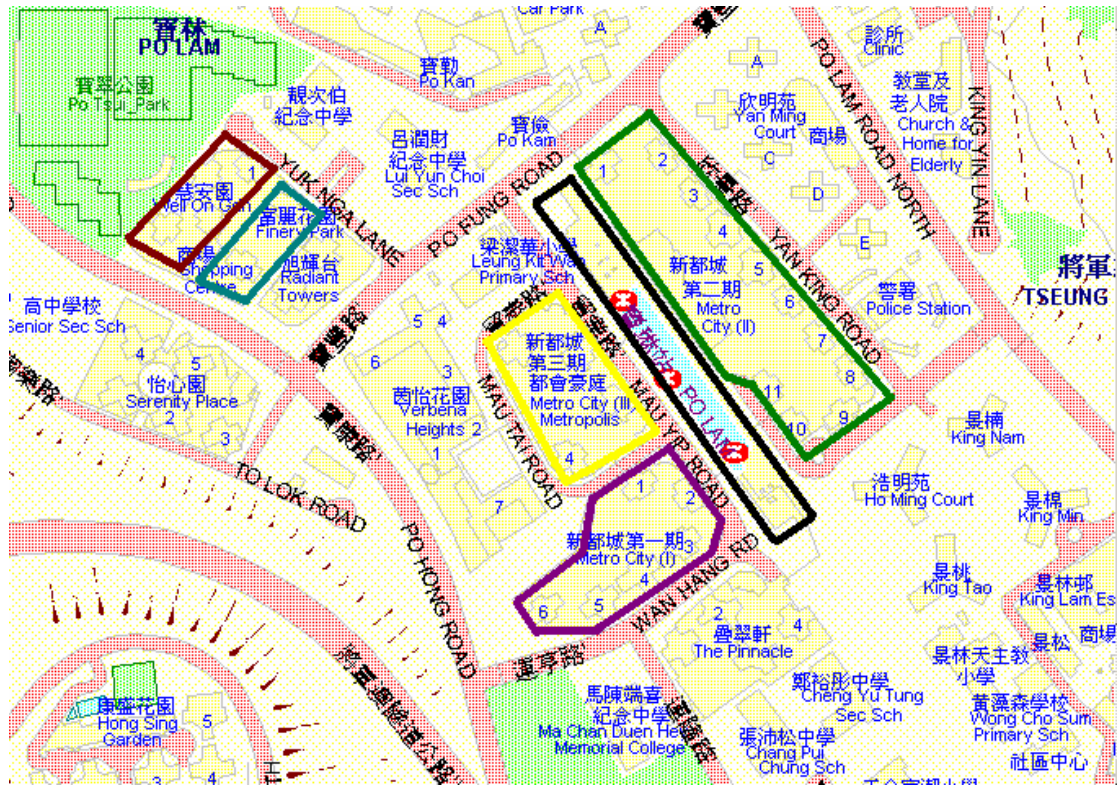 寶林
PO LAM
寶翠公園
Po Tsui_Park
Car Park
A
寶勤
Po Kan
靚次伯
紀念中學
呂潤財
紀念中學
Lui Yun Choi
Sec Sch
寶儉
Po Kam
診所
Clinic
教堂及
老人院
Church &
Home for
Elderly
A
欣明苑
Yan Ming
Court
商場
C
D
E
PO LAM ROAD NORTH
KING YIN LANE
YUK NGA LANE
PO FUNG ROAD
欣景路
YAN KING ROAD
1
富麗花園
Finery Park
商場
Shopping
Centre
旭輝台
Radiant
Towers
梁潔華小學
Leung Kit Wah
Primary Sch
1
2
3
4
5
6
7
8
9
10
11
新都城
第二期
Metro
City (II)
警署
Police Station
將軍
TSEUNG
高中學校
Senior Sec Sch
4
5
怡心園
Serenity Place
2
3
寶康路
5
4
6
3
茵怡花園
Verbena
Heights 2
1
7
新都城
第三期
都會豪庭
Metro City (III)
Metropolis
4
MAU TAI ROAD
MAU YIP ROAD
PO LAM
景楠
King Nam
浩明苑
Ho Ming Court
景棉
King Min
TO LOK ROAD
PO HONG ROAD
1
2
新都城第一期
Metro City (I)
3
4
5
6
WAN HANG RD
運亨路
景桃
King Tao
景林邨
King Lam Es
商場
景松
2
疊翠軒
4
The Pinnacle
景林天主教
小學
鄭裕彤中學
Cheng Yu Tung
Sec Sch
黃藻森學校
Wong Cho Sum
Primary Sch
社區中心
康盛花園
Hong Sing
Garden
5
3
4
馬陳端喜
紀念中學
Ma Chan Duen He
Memorial College
運隆路
張沛松中學
Chang Pui
Chung Sch